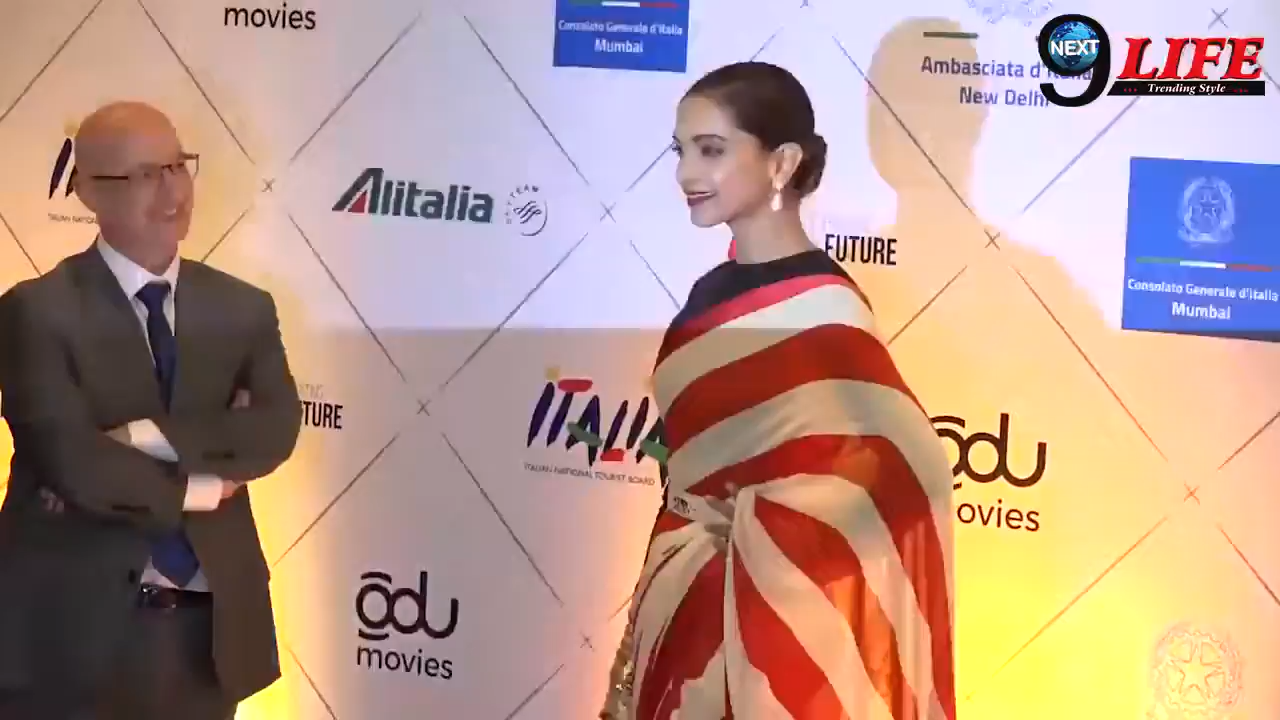 movies
Consolato Generale d'Italia
Mumbai
Ambasciata d'Italia
New Delhi
NEXT
9
LIFE
Trending Style
Alitalia
SKYTEAM
FUTURE
Consolato Generale d'Italia
Mumbai
TURE
ITALIA
ITALIAN NATIONAL TOURIST BOARD
odu
movies
odu
movies